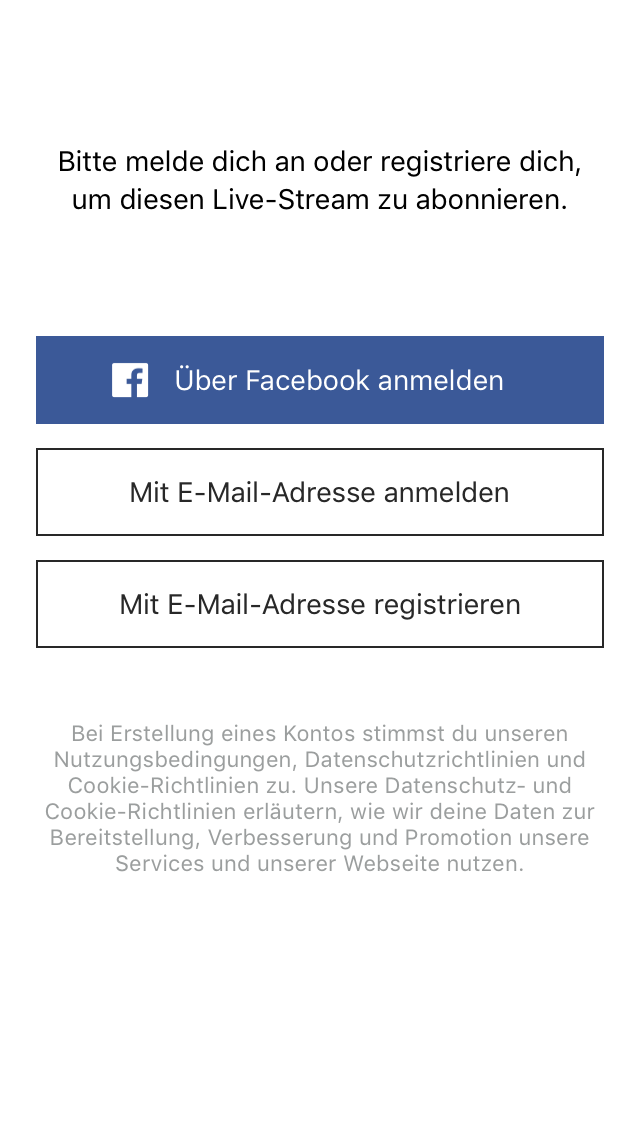 Bitte melde dich an oder registriere dich,
um diesen Live-Stream zu abonnieren.
Über Facebook anmelden
Mit E-Mail-Adresse anmelden
Mit E-Mail-Adresse registrieren
Bei Erstellung eines Kontos stimmst du unseren
Nutzungsbedingungen, Datenschutzrichtlinien und
Cookie-Richtlinien zu. Unsere Datenschutz- und
Cookie-Richtlinien erläutern, wie wir deine Daten zur
Bereitstellung, Verbesserung und Promotion unsere
Services und unserer Webseite nutzen.